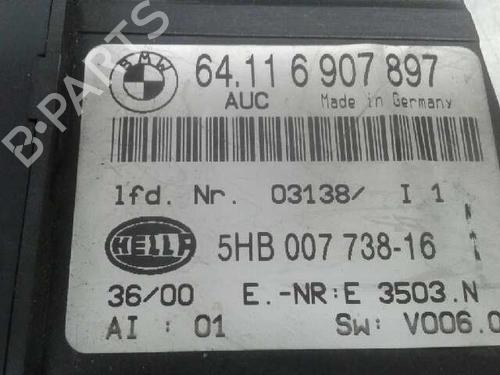 BMW
64.11 6 907 897
AUC Made in Germany
lfd. Nr. 03138/ I 1
HELLA
5HB 007 738-16
36/00 E.-NR:E 3503.N
AI : 01 SW: V006.0
B-PARTS